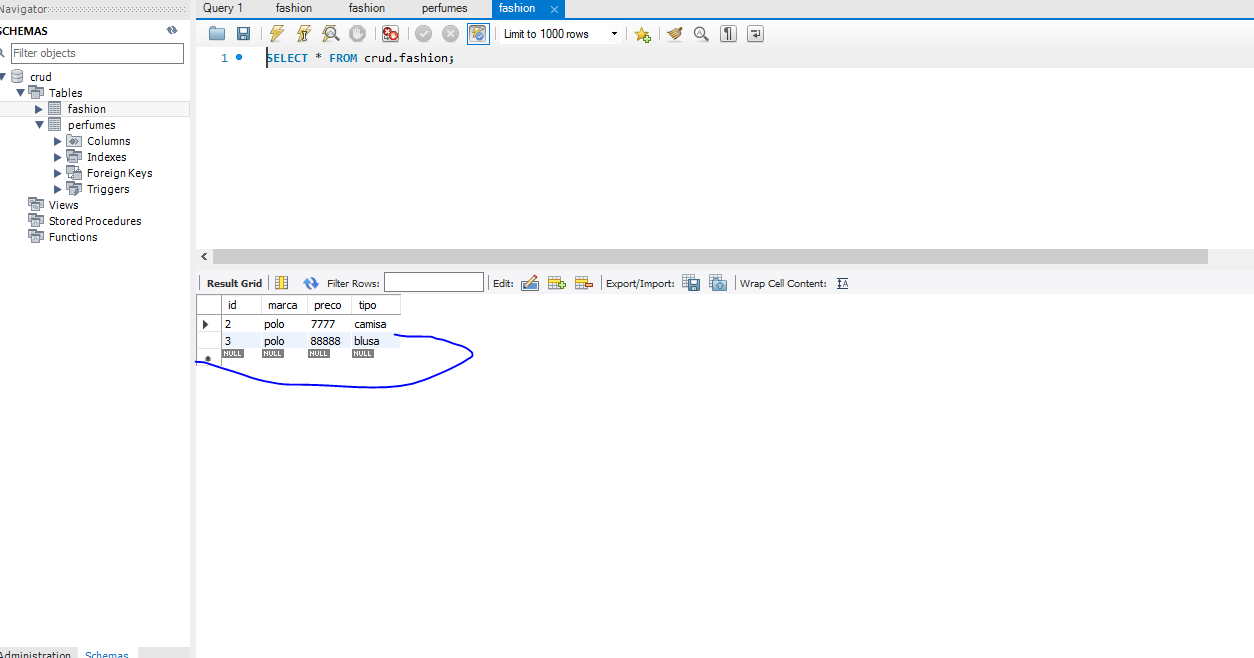 Navigator
Query 1
fashion
fashion
perfumes
fashion
SCHEMAS
Filter objects
Limit to 1000 rows
1
SELECT * FROM crud.fashion;
crud
Tables
fashion
perfumes
Columns
Indexes
Foreign Keys
Triggers
Views
Stored Procedures
Functions
Result Grid
Filter Rows:
Edit:
Export/Import:
Wrap Cell Content:
id marca preco tipo
2 polo 7777 camisa
3 polo 88888 blusa
NULL NULL NULL NULL
Administration Schemas